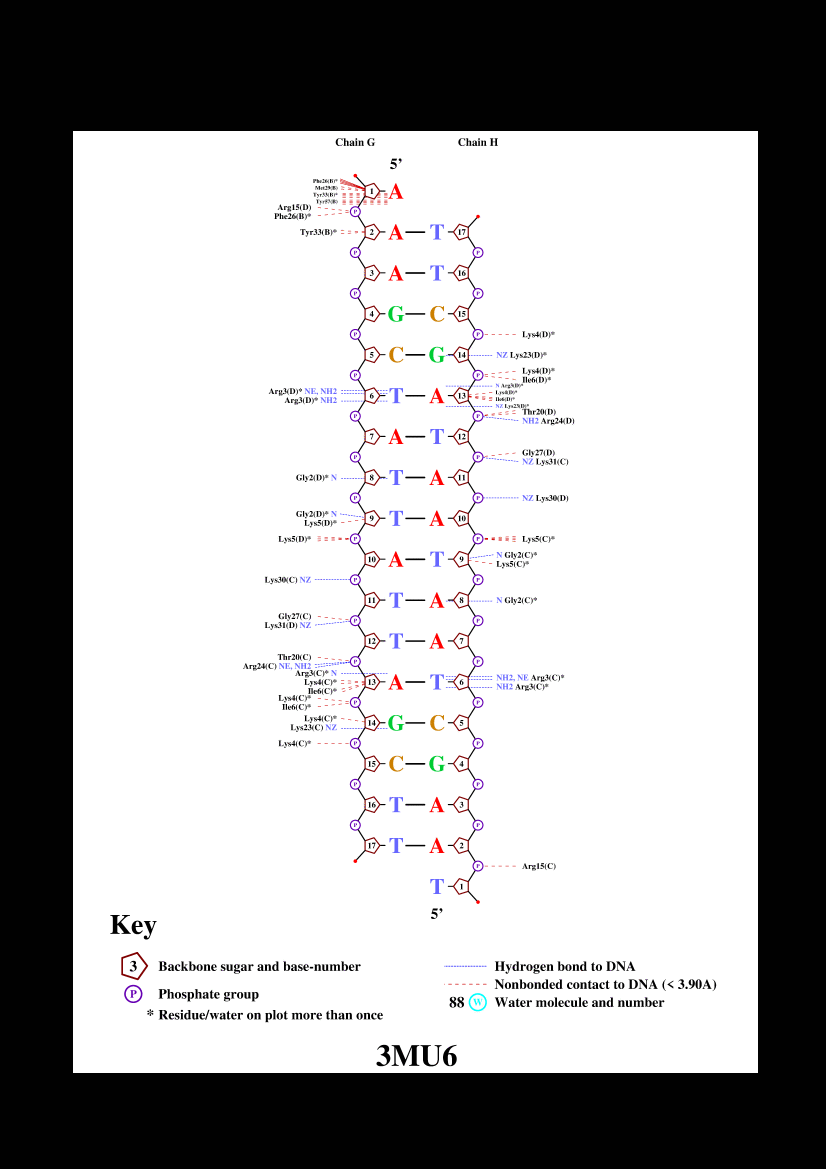 Chain G Chain H
5’
Phe26(B)*
Met29(B)
Tyr33(B)*
Tyr57(B)
1 A
Arg15(D)
P
Phe26(B)*
Tyr33(B)* 2 A T 17
P P
3 A T 16
P P
4 G C 15
P P Lys4(D)*
5 C G 14 NZ Lys23(D)*
P P Lys4(D)*
Ile6(D)*
Arg3(D)* NE, NH2 6 T A 13 N Arg3(D)*
Lys4(D)*
Arg3(D)* NH2 Ile6(D)*
NZ Lys23(D)*
P P Thr20(D)
NH2 Arg24(D)
7 A T 12
P P Gly27(D)
NZ Lys31(C)
Gly2(D)* N 8 T A 11
P P NZ Lys30(D)
Gly2(D)* N 9 T A 10
Lys5(D)*
Lys5(D)* P P Lys5(C)*
10 A T 9 N Gly2(C)*
Lys5(C)*
Lys30(C) NZ P P
11 T A 8 N Gly2(C)*
Gly27(C) P P
Lys31(D) NZ
12 T A 7
Thr20(C) P P
Arg24(C) NE, NH2
Arg3(C)* N
Lys4(C)* 13 A T 6 NH2, NE Arg3(C)*
Ile6(C)* NH2 Arg3(C)*
Lys4(C)* P P
Ile6(C)*
Lys4(C)* 14 G C 5
Lys23(C) NZ
Lys4(C)* P P
15 C G 4
P P
16 T A 3
P P
17 T A 2
P Arg15(C)
T 1
5’
Key
3 Backbone sugar and base-number
P Phosphate group
* Residue/water on plot more than once
Hydrogen bond to DNA
Nonbonded contact to DNA (< 3.90A)
88 W Water molecule and number
3MU6